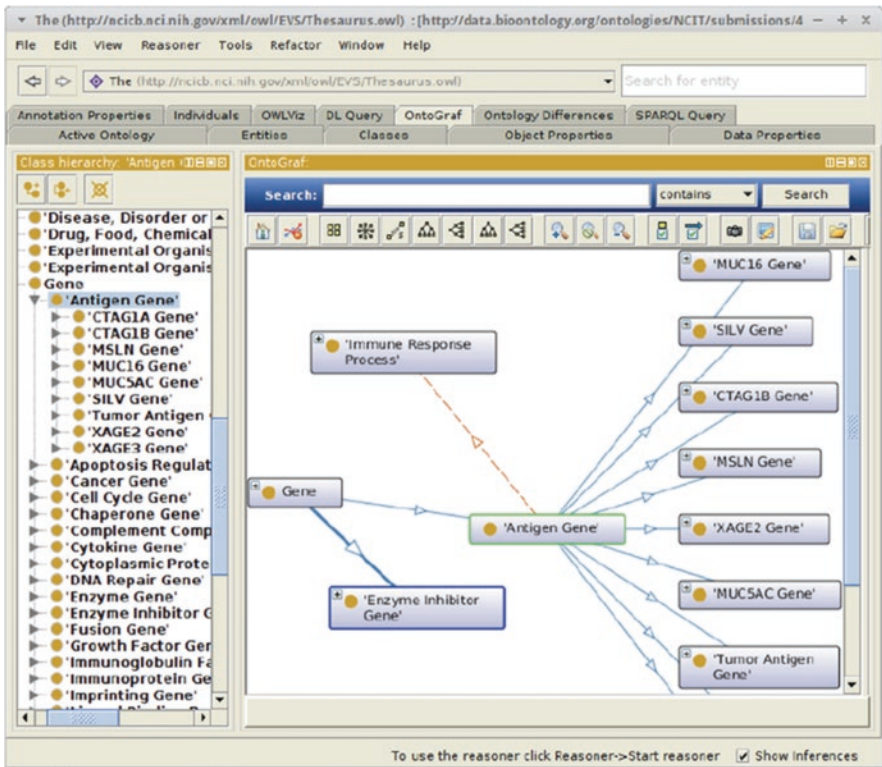 The (http://ncicb.nci.nih.gov/xml/owl/EVS/Thesaurus.owl) : [http://data.bioontology.org/ontologies/NCIT/submissions/4
File Edit View Reasoner Tools Refactor Window Help
The (http://ncicb.nci.nih.gov/xml/owl/EVS/Thesaurus.owl) Search for entity
Annotation Properties Individuals OWLViz DL Query OntoGraf Ontology Differences SPARQL Query
Active Ontology Entities Classes Object Properties Data Properties
Class hierarchy: 'Antigen
OntoGraf:
Search: contains Search
'Disease, Disorder or
'Drug, Food, Chemical
'Experimental Organis
'Experimental Organis
Gene
'Antigen Gene'
'CTAG1A Gene'
'CTAG1B Gene'
'MSLN Gene'
'MUC16 Gene'
'MUC5AC Gene'
'SILV Gene'
'Tumor Antigen
'XAGE2 Gene'
'XAGE3 Gene'
'Apoptosis Regulat
'Cancer Gene'
'Cell Cycle Gene'
'Chaperone Gene'
'Complement Comp
'Cytokine Gene'
'Cytoplasmic Prote
'DNA Repair Gene'
'Enzyme Gene'
'Enzyme Inhibitor G
'Fusion Gene'
'Growth Factor Ger
'Immunoglobulin Fa
'Immunoprotein Ge
'Imprinting Gene'
'MUC16 Gene'
'Immune Response
Process'
'SILV Gene'
'CTAG1B Gene'
'MSLN Gene'
Gene
'Antigen Gene'
'XAGE2 Gene'
'Enzyme Inhibitor
Gene'
'MUC5AC Gene'
'Tumor Antigen
Gene'
To use the reasoner click Reasoner->Start reasoner Show Inferences